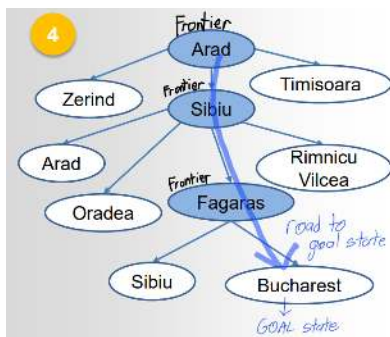 4
Frontier
Arad
Zerind
Frontier
Timisoara
Sibiu
Arad
Rimnicu
Vilcea
Oradea
Frontier
Fagaras
road to
goal state
Sibiu
Bucharest
GOAL state